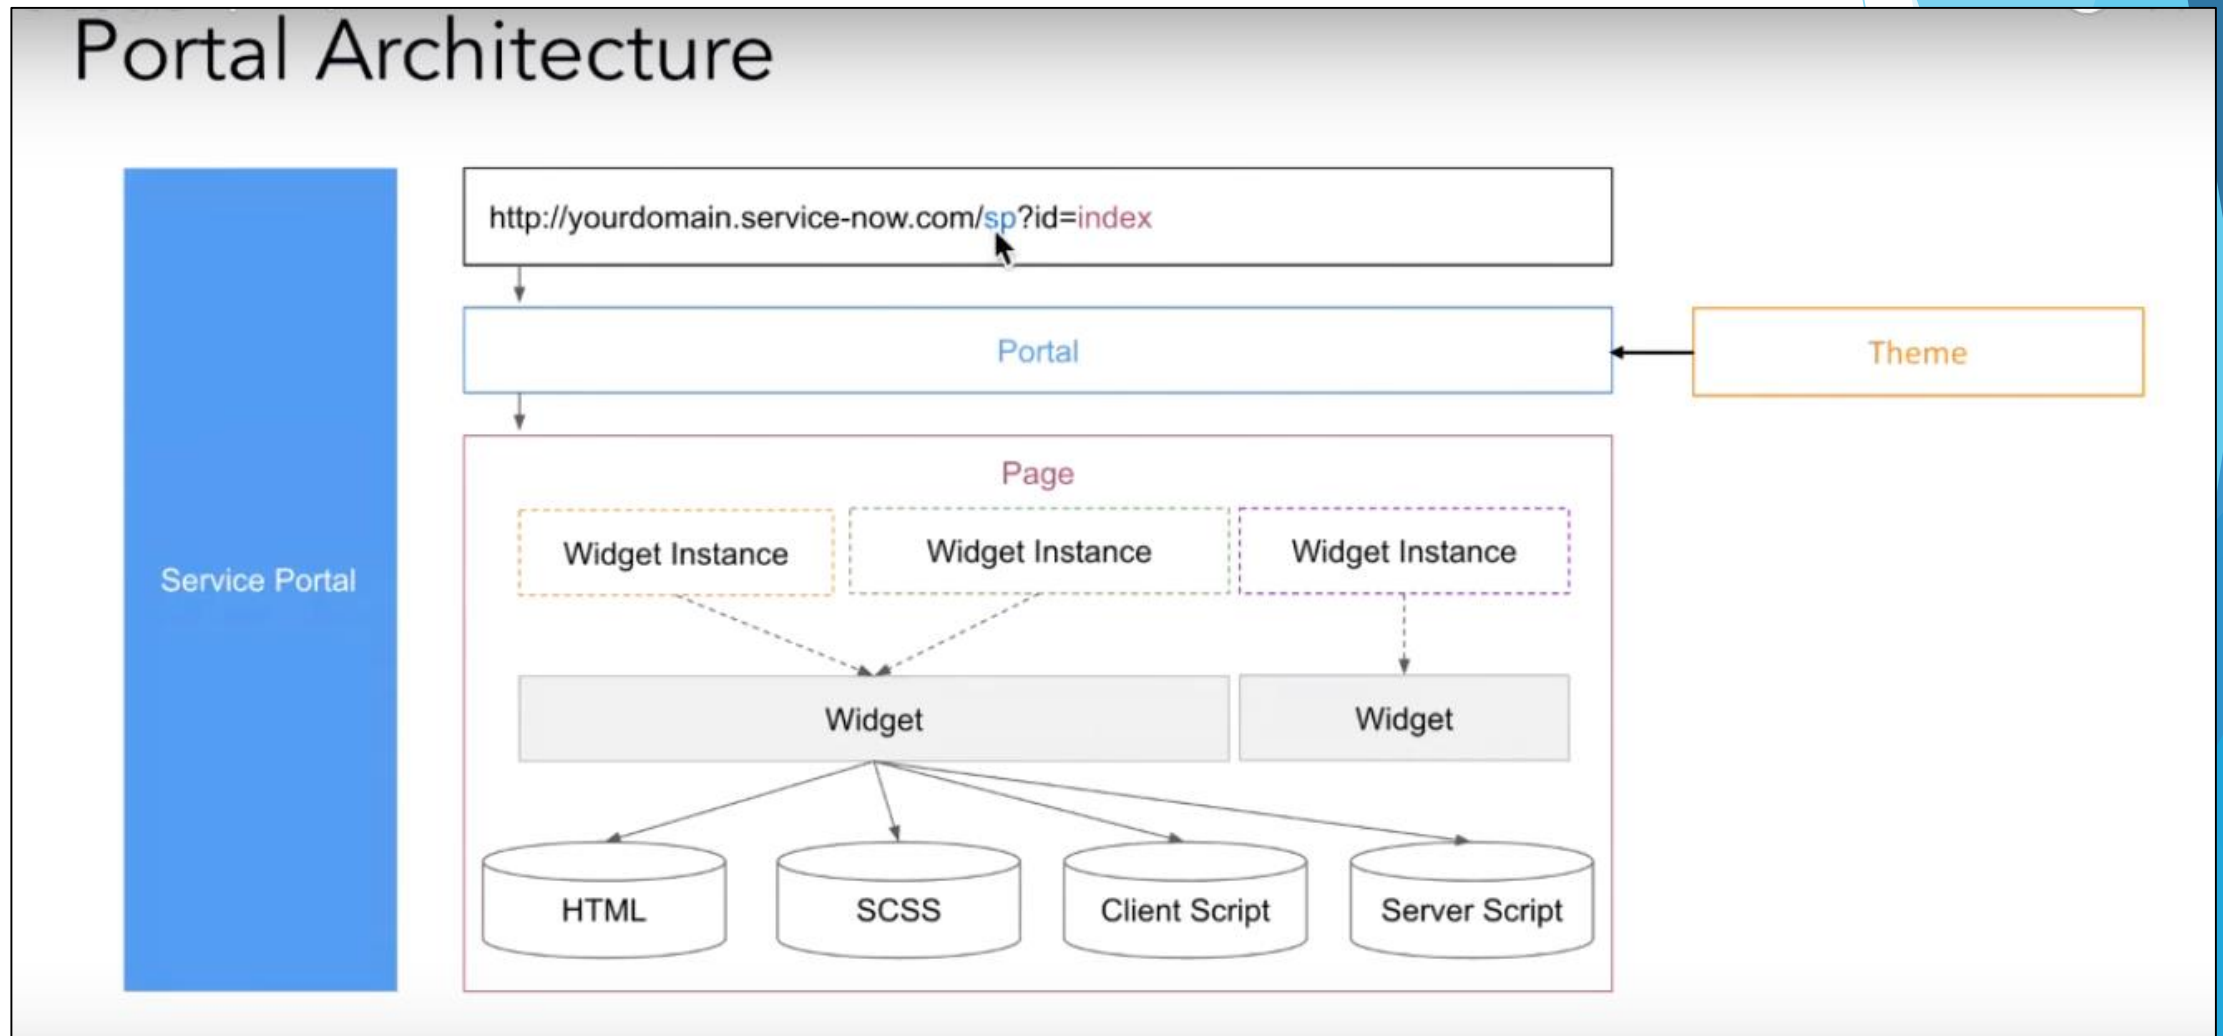 Portal Architecture
http://yourdomain.service-now.com/sp?id=index
Portal
Theme
Page
Widget Instance
Widget Instance
Widget Instance
Service Portal
Widget
Widget
HTML
SCSS
Client Script
Server Script